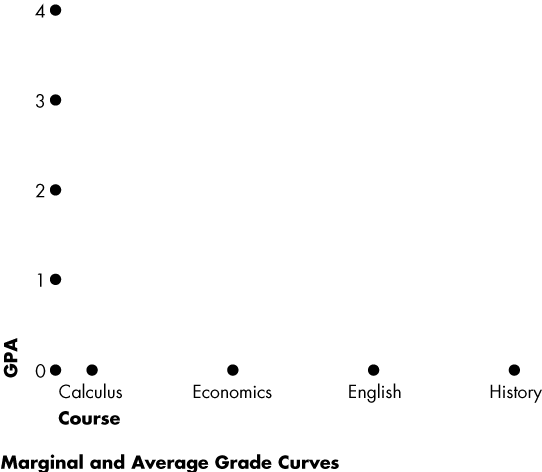 4
3
2
1
GPA
0
Calculus Economics English History
Course
Marginal and Average Grade Curves